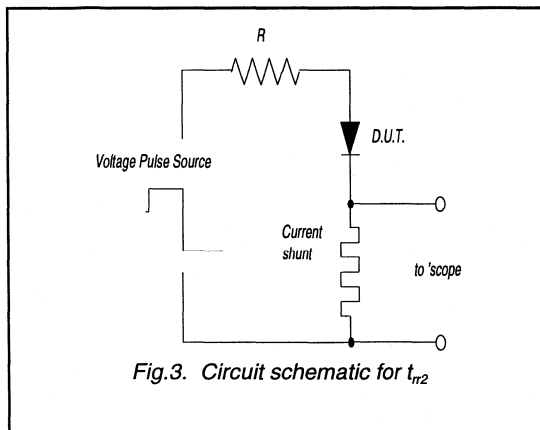 R
D.U.T.
Voltage Pulse Source
Current
shunt
to 'scope
Fig.3. Circuit schematic for trr2